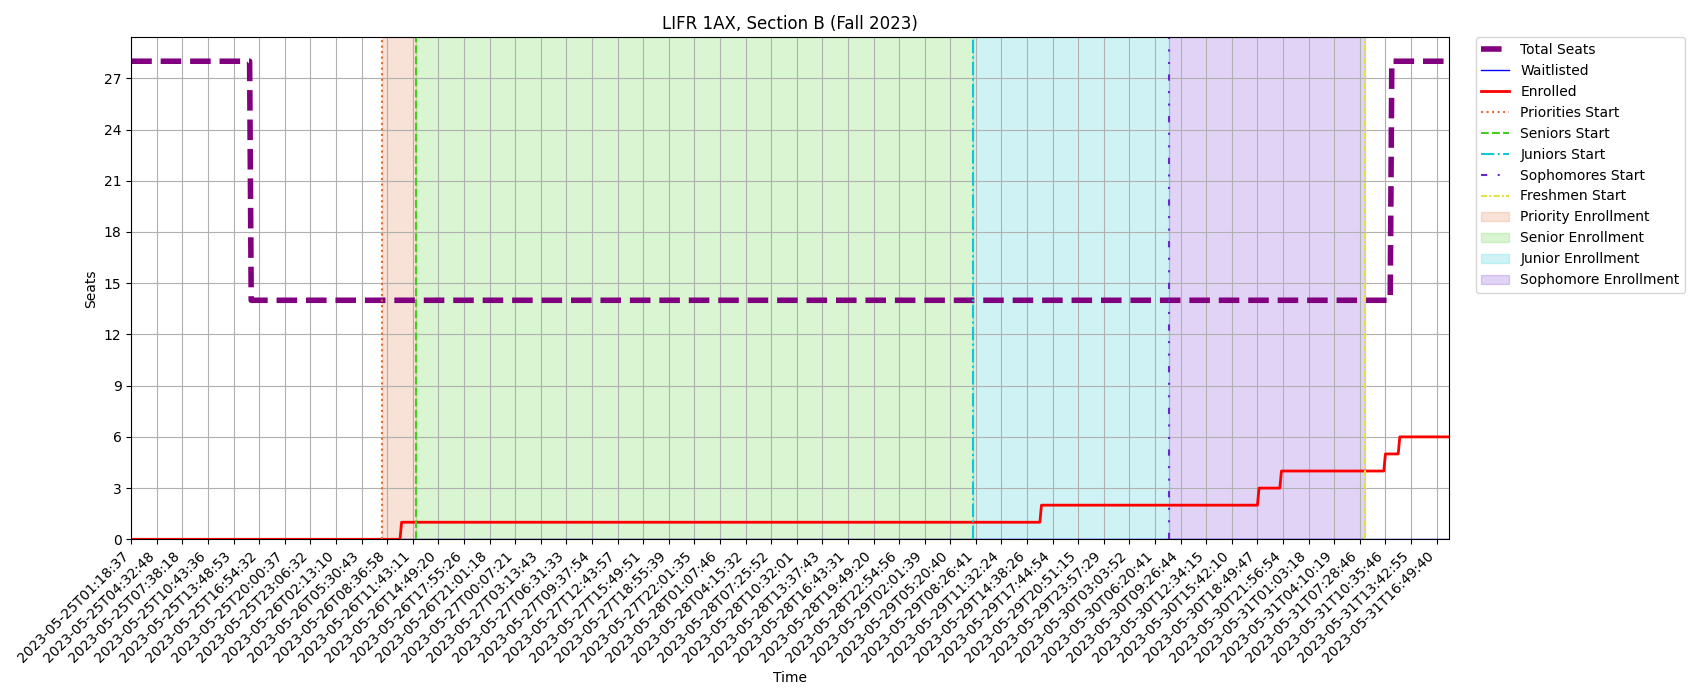 LIFR 1AX, Section B (Fall 2023)
Seats
27
24
21
18
15
12
9
6
3
0
2023-05-25T01:18:37
2023-05-25T04:32:48
2023-05-25T07:38:18
2023-05-25T10:43:36
2023-05-25T13:48:53
2023-05-25T16:54:32
2023-05-25T20:00:37
2023-05-25T23:06:32
2023-05-26T02:13:10
2023-05-26T05:30:43
2023-05-26T08:36:58
2023-05-26T11:43:11
2023-05-26T14:49:20
2023-05-26T17:55:26
2023-05-26T21:01:18
2023-05-27T00:07:21
2023-05-27T03:13:43
2023-05-27T06:31:33
2023-05-27T09:37:54
2023-05-27T12:43:57
2023-05-27T15:49:51
2023-05-27T18:55:39
2023-05-27T22:01:35
2023-05-28T01:07:46
2023-05-28T04:15:32
2023-05-28T07:25:52
2023-05-28T10:32:01
2023-05-28T13:37:43
2023-05-28T16:43:31
2023-05-28T19:49:20
2023-05-28T22:54:56
2023-05-29T02:01:39
2023-05-29T05:20:40
2023-05-29T08:26:41
2023-05-29T11:32:24
2023-05-29T14:38:26
2023-05-29T17:44:54
2023-05-29T20:51:15
2023-05-29T23:57:29
2023-05-30T03:03:52
2023-05-30T06:20:41
2023-05-30T09:26:44
2023-05-30T12:34:15
2023-05-30T15:42:10
2023-05-30T18:49:47
2023-05-30T21:56:54
2023-05-31T01:03:18
2023-05-31T04:10:19
2023-05-31T07:28:46
2023-05-31T10:35:46
2023-05-31T13:42:55
2023-05-31T16:49:40
Time
Total Seats
Waitlisted
Enrolled
Priorities Start
Seniors Start
Juniors Start
Sophomores Start
Freshmen Start
Priority Enrollment
Senior Enrollment
Junior Enrollment
Sophomore Enrollment